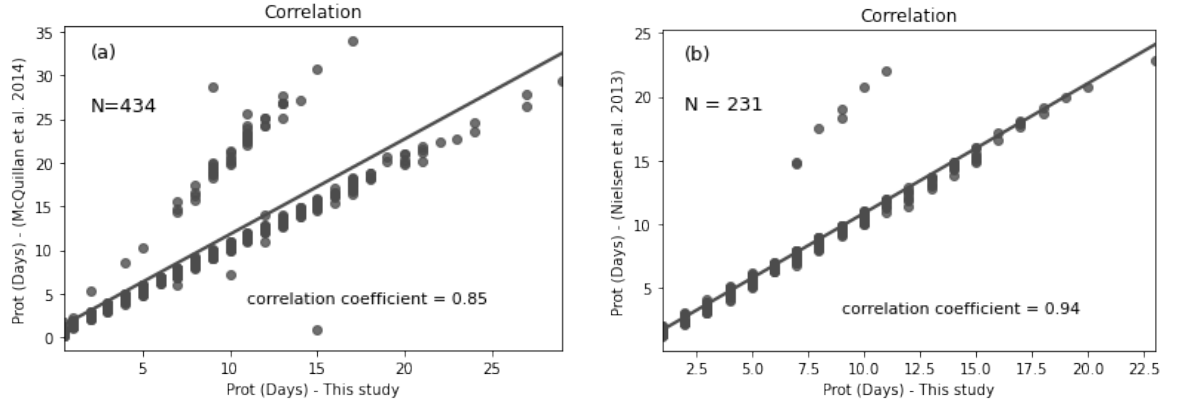 Correlation
(a)
N=434
correlation coefficient = 0.85
Prot (Days) - (McQuillan et al. 2014)
35
30
25
20
15
10
5
0
5
10
15
20
25
Prot (Days) - This study
Correlation
(b)
N = 231
correlation coefficient = 0.94
Prot (Days) - (Nielsen et al. 2013)
25
20
15
10
5
2.5
5.0
7.5
10.0
12.5
15.0
17.5
20.0
22.5
Prot (Days) - This study